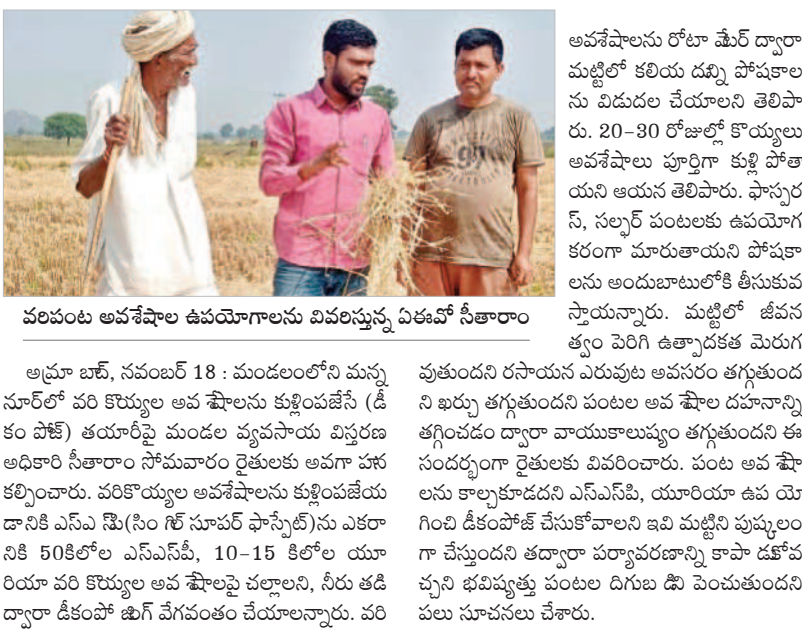 వరిపంట అవశేషాల ఉపయోగాలను వివరిస్తున్న ఏఈవో సీతారాం
అమ్రా బాద్, నవంబర్ 18 : మండలంలోని మన్న
నూర్‌లో వరి కొయ్యల అవ శేషాలను కుళ్లింపజేసే (డీ
కం పోజ్) తయారీపై మండల వ్యవసాయ విస్తరణ
అధికారి సీతారాం సోమవారం రైతులకు అవగా హన
కల్పించారు. వరికొయ్యల అవశేషాలను కుళ్లింపజేయ
డానికి ఎస్ఎ స్‌పీ(సిం గిల్ సూపర్ ఫాస్పేట్)ను ఎకరా
నికి 50కిలోల ఎస్ఎస్‌పీ, 10-15 కిలోల యూ
రియా వరి కొయ్యల అవ శేషాలపై చల్లాలని, నీరు తడి
ద్వారా డీకంపో జింగ్ వేగవంతం చేయాలన్నారు. వరి
అవశేషాలను రోటా వేటర్ ద్వారా
మట్టిలో కలియ దున్ని పోషకాల
ను విడుదల చేయాలని తెలిపా
రు. 20-30 రోజుల్లో కొయ్యలు
అవశేషాలు పూర్తిగా కుళ్లి పోతా
యని ఆయన తెలిపారు. ఫాస్పర
స్, సల్ఫర్ పంటలకు ఉపయోగ
కరంగా మారుతాయని పోషకా
లను అందుబాటులోకి తీసుకువ
స్తాయన్నారు. మట్టిలో జీవన
త్వం పెరిగి ఉత్పాదకత మెరుగ
వుతుందని రసాయన ఎరువుట అవసరం తగ్గుతుంద
ని ఖర్చు తగ్గుతుందని పంటల అవ శేషాల దహనాన్ని
తగ్గించడం ద్వారా వాయుకాలుష్యం తగ్గుతుందని ఈ
సందర్భంగా రైతులకు వివరించారు. పంట అవ శేషా
లను కాల్చకూడదని ఎస్ఎస్‌పి, యూరియా ఉప యో
గించి డీకంపోజ్ చేసుకోవాలని ఇవి మట్టిని పుష్కలం
గా చేస్తుందని తద్వారా పర్యావరణాన్ని కాపా డుకోవ
చ్చని భవిష్యత్తు పంటల దిగుబ డిని పెంచుతుందని
పలు సూచనలు చేశారు.